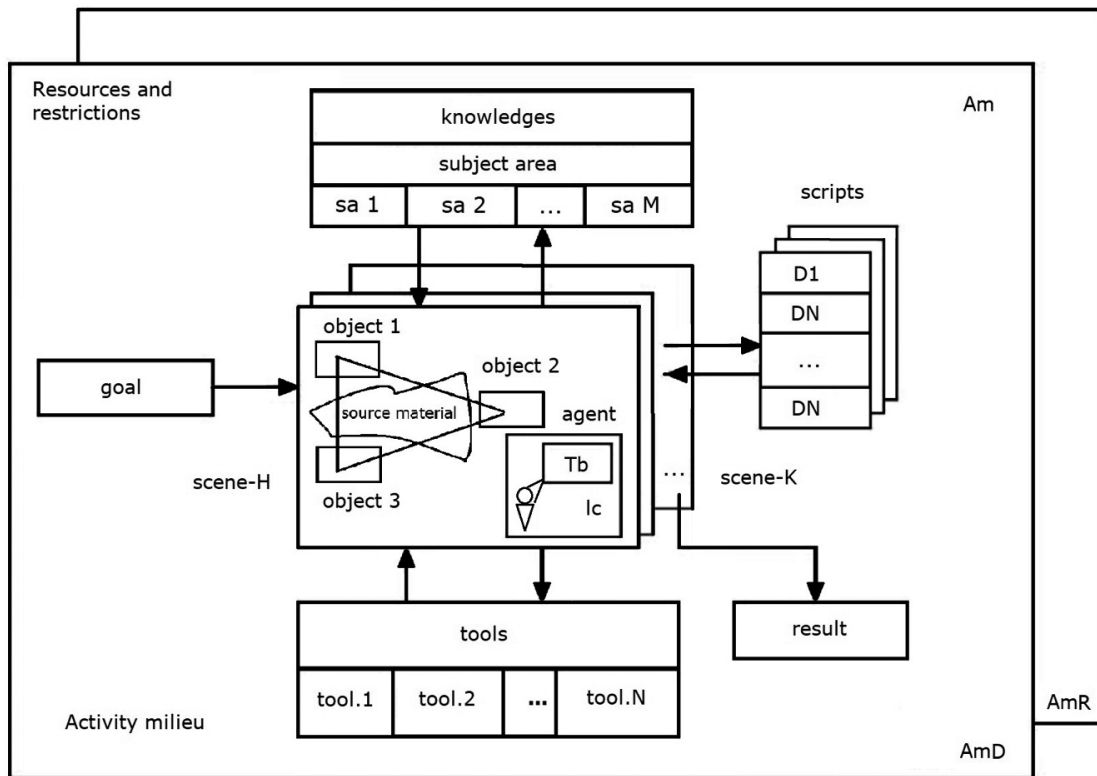 Resources and
restrictions
Am
knowledges
subject area
sa 1
sa 2
...
sa M
scripts
D1
DN
...
DN
object 1
object 2
source material
goal
agent
Tb
Ic
scene-H
object 3
...
scene-K
tools
result
tool.1
tool.2
...
tool.N
Activity milieu
AmR
AmD